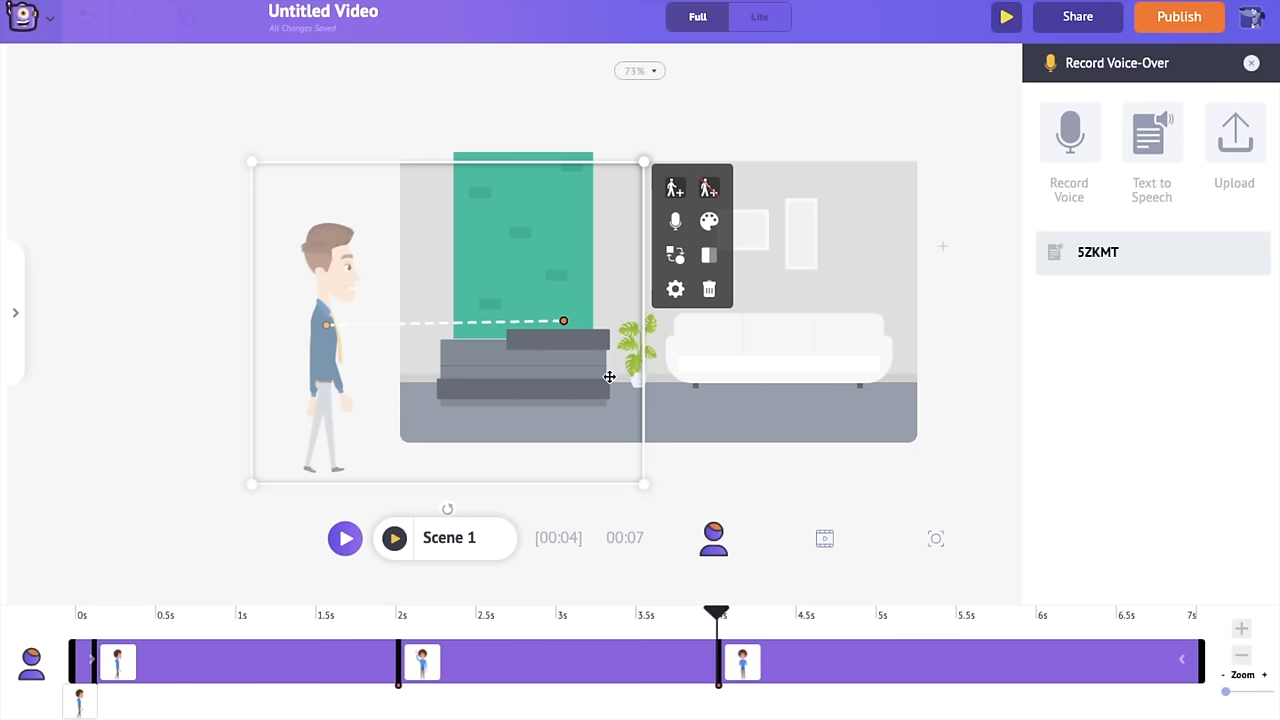 Untitled Video
All Changes Saved
Full
Lite
Share
Publish
73%
Record Voice-Over
Record
Voice
Text to
Speech
Upload
5ZKMT
Scene 1
[00:04]
00:07
0s
0.5s
1s
1.5s
2s
2.5s
3s
3.5s
4.5s
5s
5.5s
6s
6.5s
7s
- Zoom +